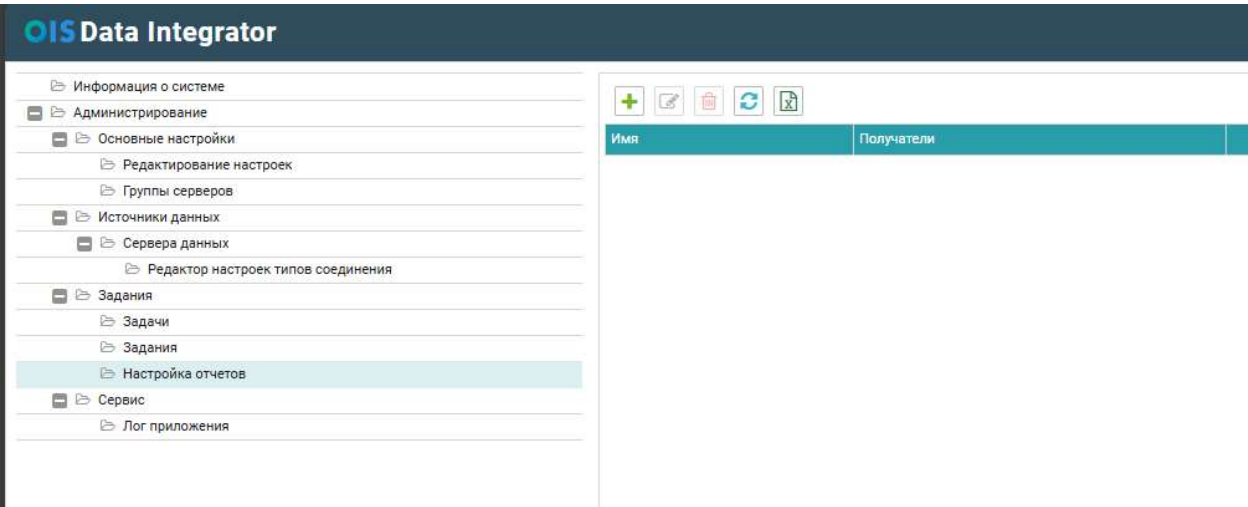 OIS Data Integrator
Информация о системе
Администрирование
Основные настройки
Редактирование настроек
Группы серверов
Источники данных
Сервера данных
Редактор настроек типов соединения
Задания
Задачи
Задания
Настройка отчетов
Сервис
Лог приложения
Имя Получатели